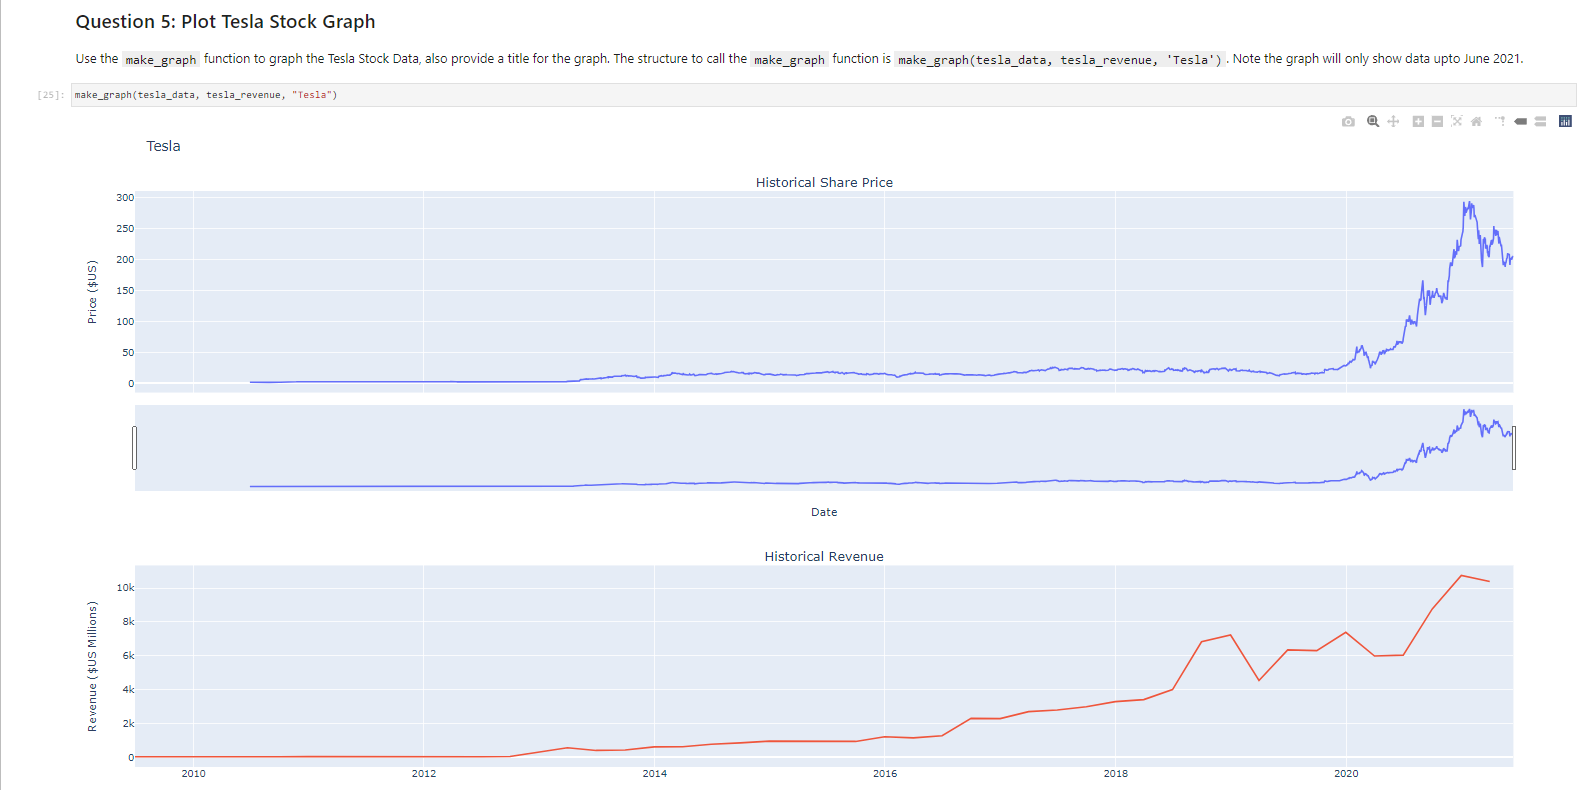 Question 5: Plot Tesla Stock Graph
Use the make_graph function to graph the Tesla Stock Data, also provide a title for the graph. The structure to call the make_graph function is make_graph(tesla_data, tesla_revenue, 'Tesla') . Note the graph will only show data upto June 2021.
[25]: make_graph(tesla_data, tesla_revenue, "Tesla")
Tesla
Historical Share Price
300
250
200
150
100
50
0
Price ($US)
Date
Historical Revenue
10k
8k
6k
4k
2k
0
Revenue ($US Millions)
2010 2012 2014 2016 2018 2020